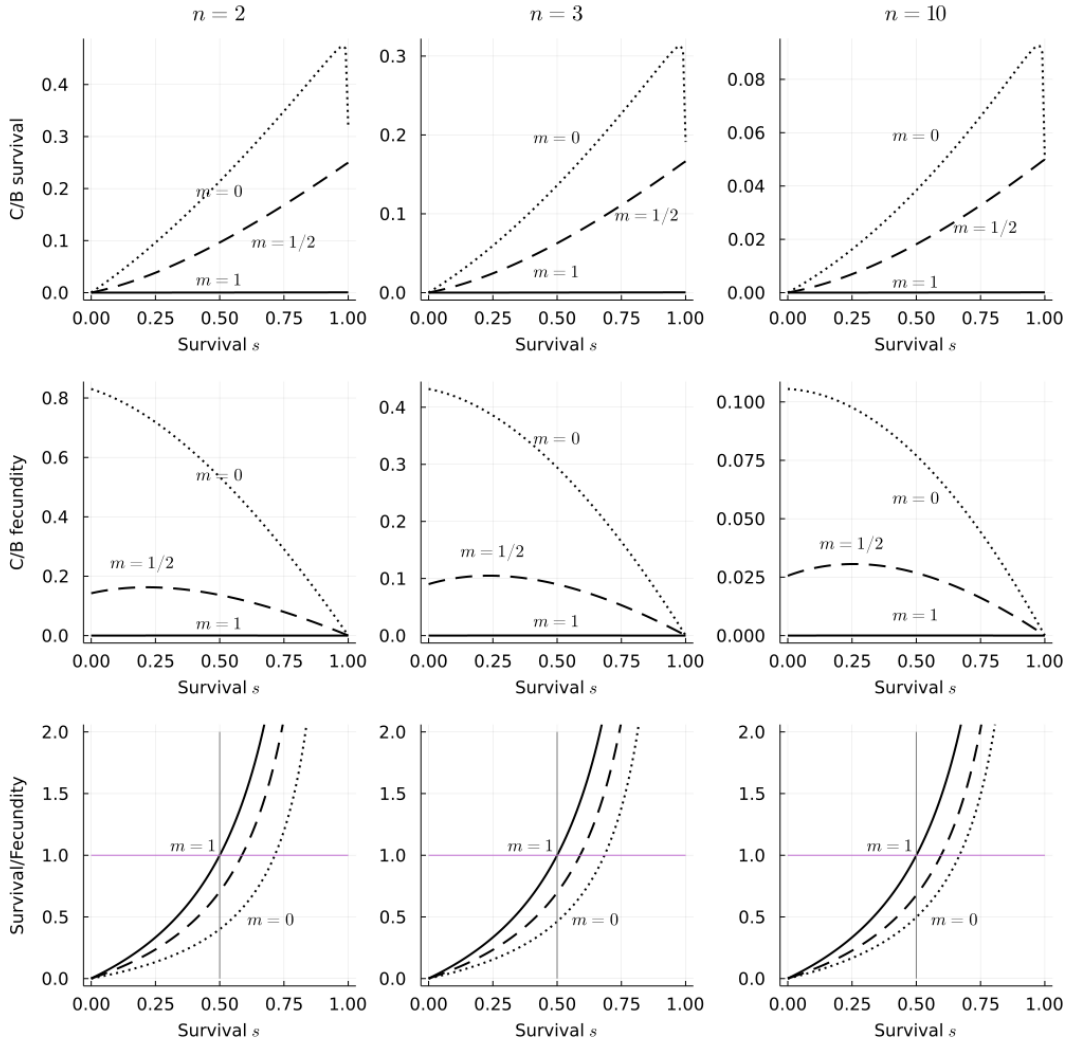 n = 2
n = 3
n = 10
C/B survival
0.4
0.3
0.2
0.1
0.0
m = 0
m = 1/2
m = 1
0.00 0.25 0.50 0.75 1.00
Survival s
0.3
0.2
0.1
0.0
m = 0
m = 1/2
m = 1
0.00 0.25 0.50 0.75 1.00
Survival s
0.08
0.06
0.04
0.02
0.00
m = 0
m = 1/2
m = 1
0.00 0.25 0.50 0.75 1.00
Survival s
C/B fecundity
0.8
0.6
0.4
0.2
0.0
m = 0
m = 1/2
m = 1
0.00 0.25 0.50 0.75 1.00
Survival s
0.4
0.3
0.2
0.1
0.0
m = 0
m = 1/2
m = 1
0.00 0.25 0.50 0.75 1.00
Survival s
0.100
0.075
0.050
0.025
0.000
m = 0
m = 1/2
m = 1
0.00 0.25 0.50 0.75 1.00
Survival s
Survival/Fecundity
2.0
1.5
1.0
0.5
0.0
m = 1
m = 0
0.00 0.25 0.50 0.75 1.00
Survival s
2.0
1.5
1.0
0.5
0.0
m = 1
m = 0
0.00 0.25 0.50 0.75 1.00
Survival s
2.0
1.5
1.0
0.5
0.0
m = 1
m = 0
0.00 0.25 0.50 0.75 1.00
Survival s